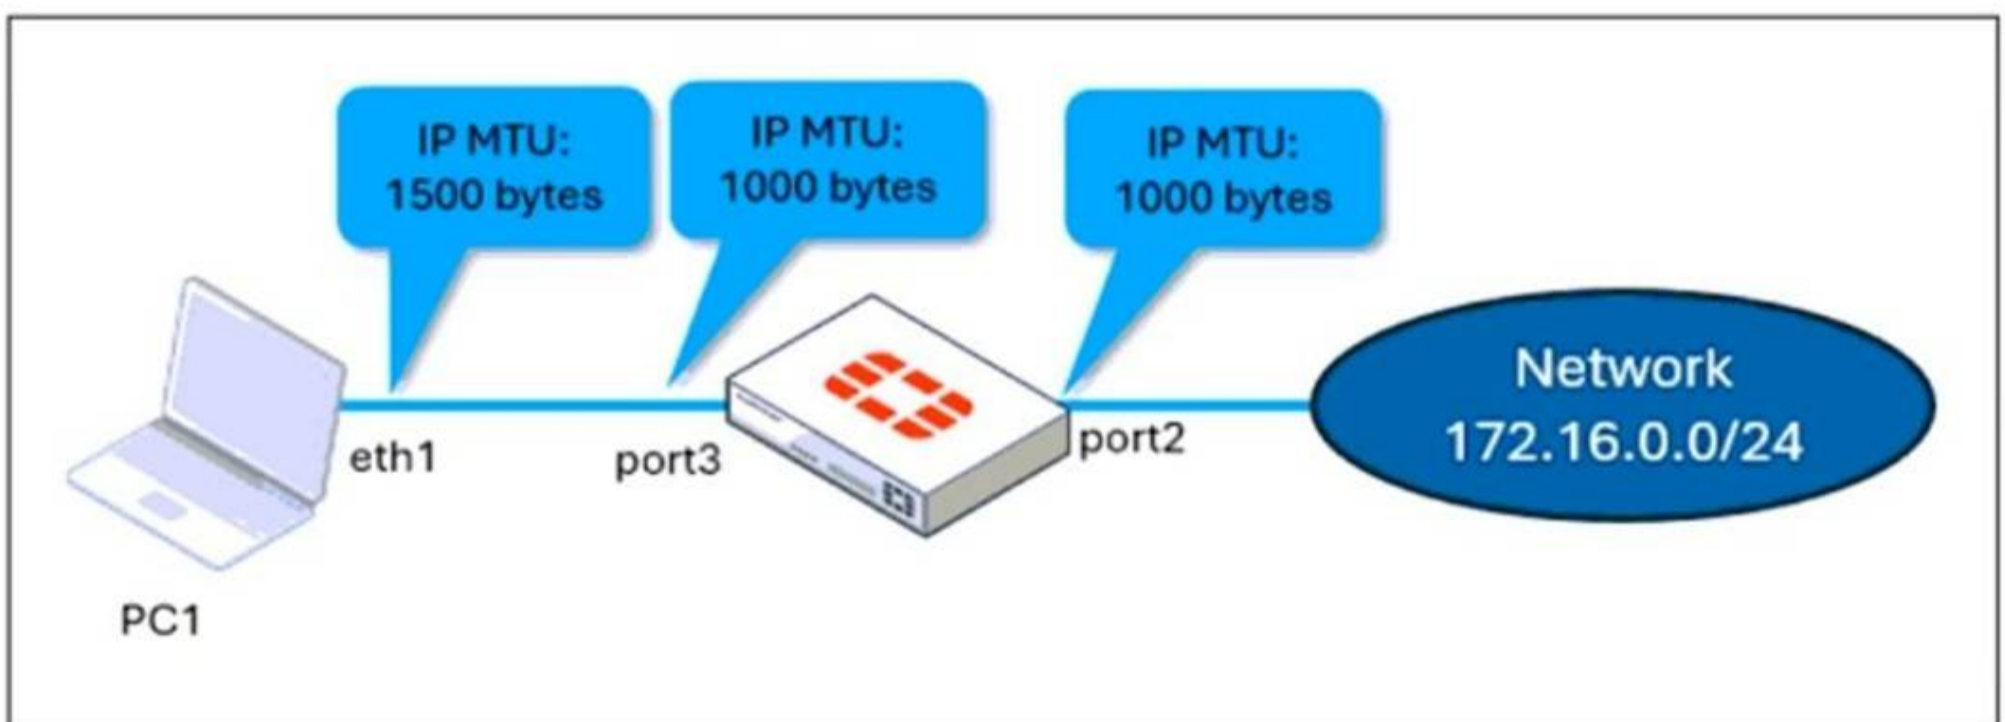 IP MTU:
1500 bytes
IP MTU:
1000 bytes
IP MTU:
1000 bytes
eth1
port3
port2
Network
172.16.0.0/24
PC1